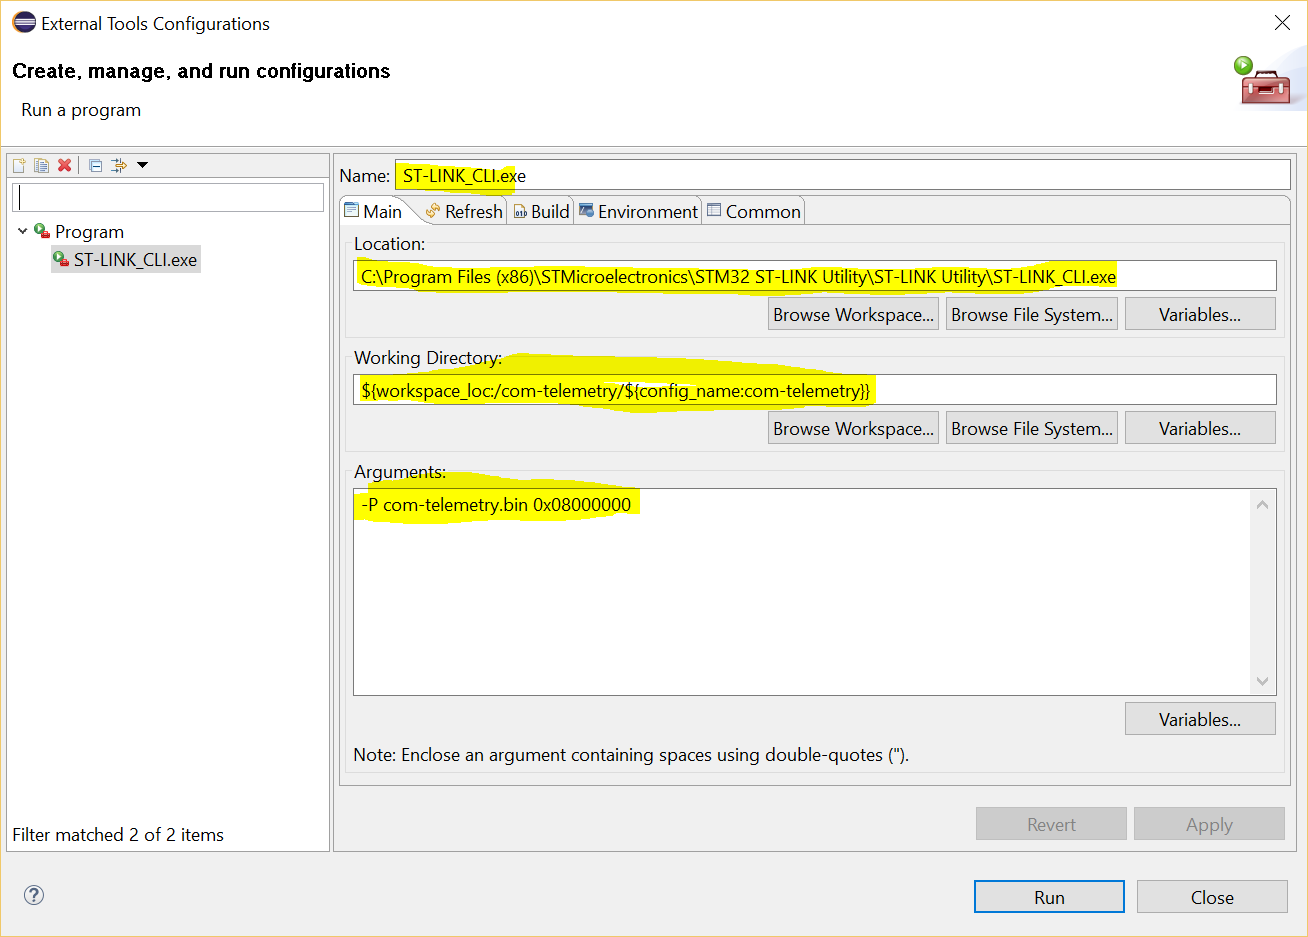 External Tools Configurations
Create, manage, and run configurations
Run a program
Program
ST-LINK_CLI.exe
Filter matched 2 of 2 items
Name: ST-LINK_CLI.exe
Main Refresh Build Environment Common
Location:
C:\Program Files (x86)\STMicroelectronics\STM32 ST-LINK Utility\ST-LINK Utility\ST-LINK_CLI.exe
Browse Workspace... Browse File System... Variables...
Working Directory:
${workspace_loc:/com-telemetry/${config_name:com-telemetry}}
Browse Workspace... Browse File System... Variables...
Arguments:
-P com-telemetry.bin 0x08000000
Variables...
Note: Enclose an argument containing spaces using double-quotes (").
Revert Apply
Run Close